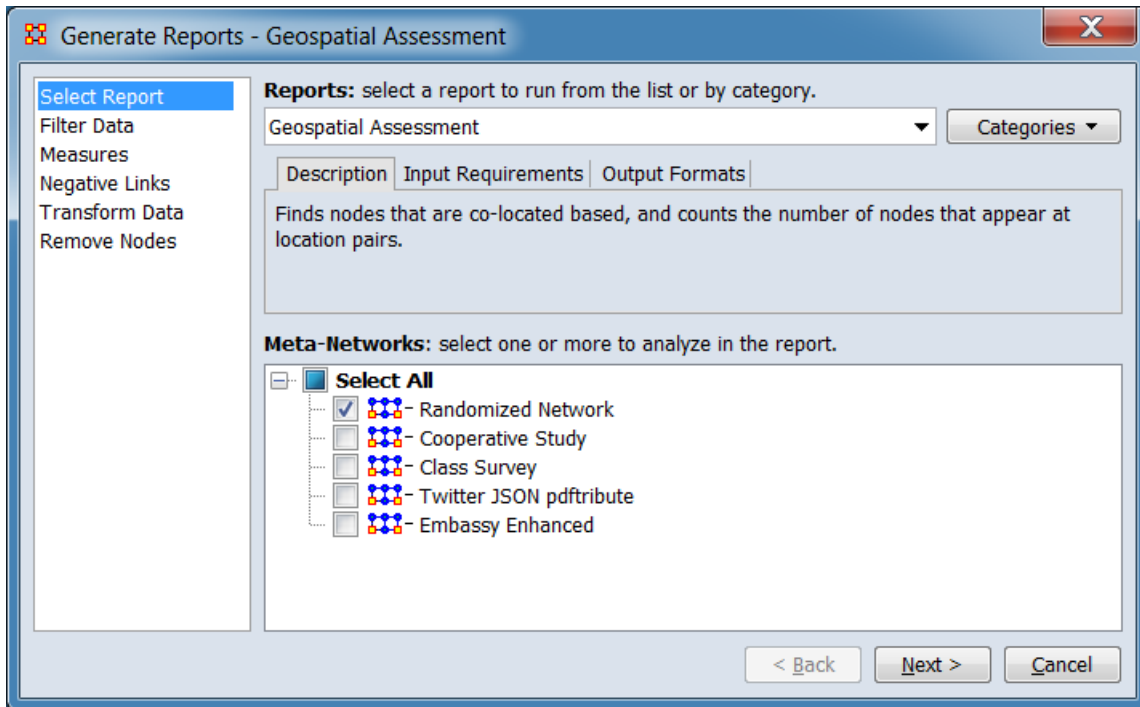 Generate Reports - Geospatial Assessment
X
Select Report
Filter Data
Measures
Negative Links
Transform Data
Remove Nodes
Reports: select a report to run from the list or by category.
Geospatial Assessment
Categories
Description Input Requirements Output Formats
Finds nodes that are co-located based, and counts the number of nodes that appear at
location pairs.
Meta-Networks: select one or more to analyze in the report.
Select All
Randomized Network
Cooperative Study
Class Survey
Twitter JSON pdftribute
Embassy Enhanced
< Back Next > Cancel